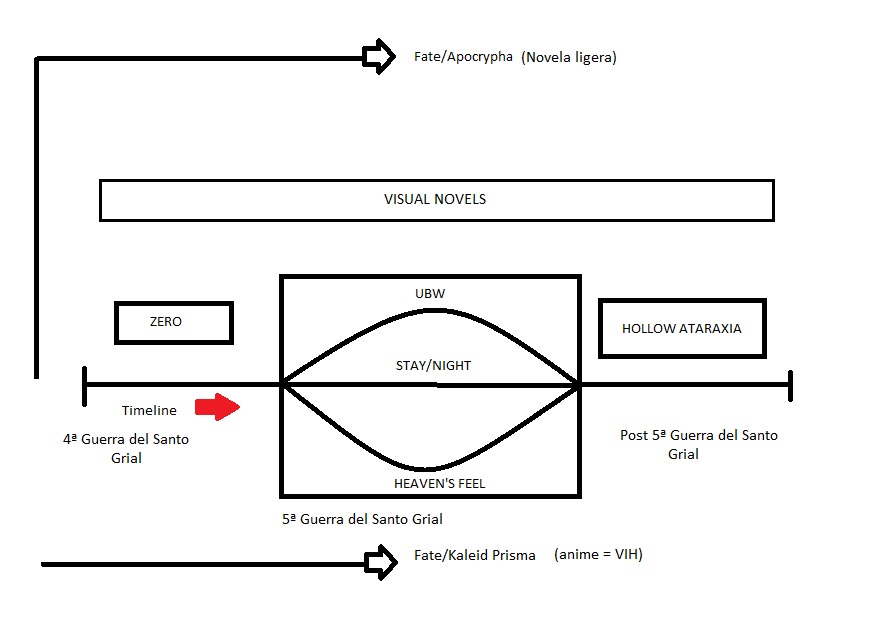 Fate/Apocrypha (Novela ligera)
VISUAL NOVELS
UBW
ZERO
HOLLOW ATARAXIA
STAY/NIGHT
Timeline
4ª Guerra del Santo
Grial
Post 5ª Guerra del Santo
Grial
HEAVEN'S FEEL
5ª Guerra del Santo Grial
Fate/Kaleid Prisma (anime = VIH)